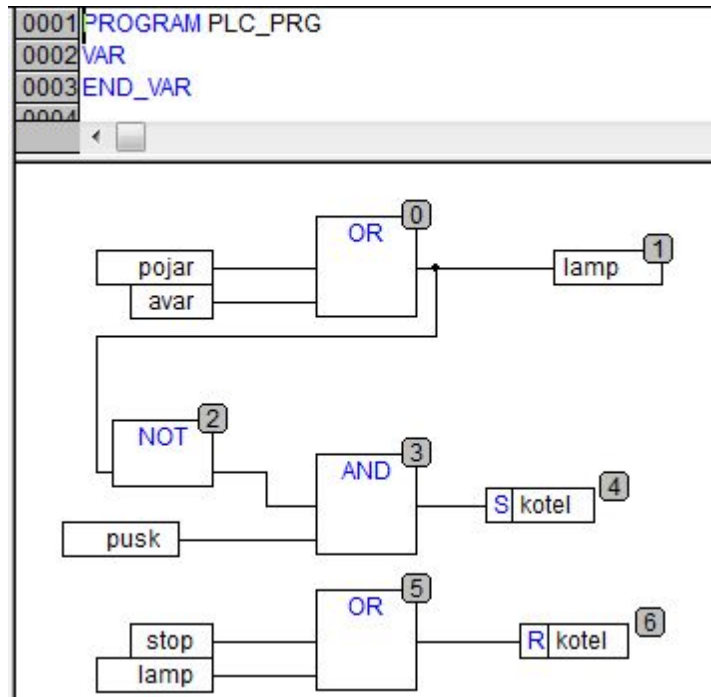 0001 PROGRAM PLC_PRG
0002 VAR
0003 END_VAR
0004
0
OR
1
pojar
lamp
avar
2
NOT
3
AND
4
S kotel
pusk
5
OR
6
stop
R kotel
lamp